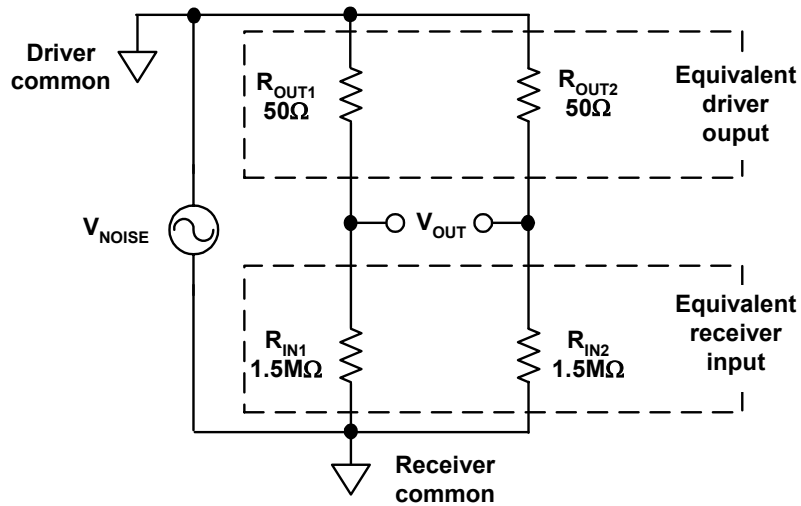 Driver
common
R_OUT1
50Ω
R_OUT2
50Ω
Equivalent
driver
ouput
V_NOISE
V_OUT
R_IN1
1.5MΩ
R_IN2
1.5MΩ
Equivalent
receiver
input
Receiver
common